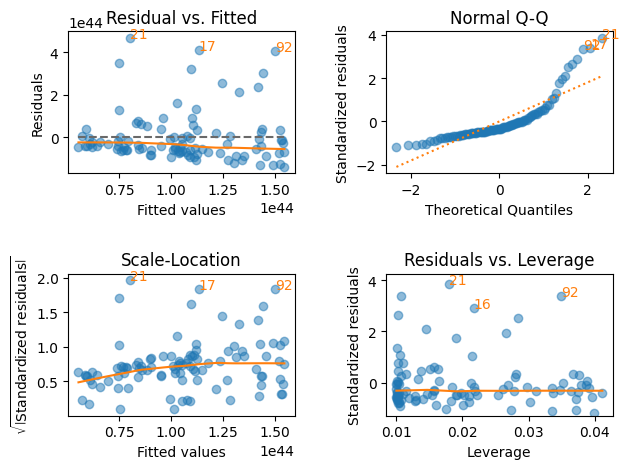 Residual vs. Fitted
1e44
Residuals
4
2
0
21
17
92
0.75
1.00
1.25
1.50
1e44
Fitted values
Normal Q-Q
Standardized residuals
4
2
0
−2
21
92
−2
0
2
Theoretical Quantiles
Scale-Location
√|Standardized residuals|
2.0
1.5
1.0
0.5
21
17
92
0.75
1.00
1.25
1.50
1e44
Fitted values
Residuals vs. Leverage
Standardized residuals
4
2
0
21
16
92
0.01
0.02
0.03
0.04
Leverage